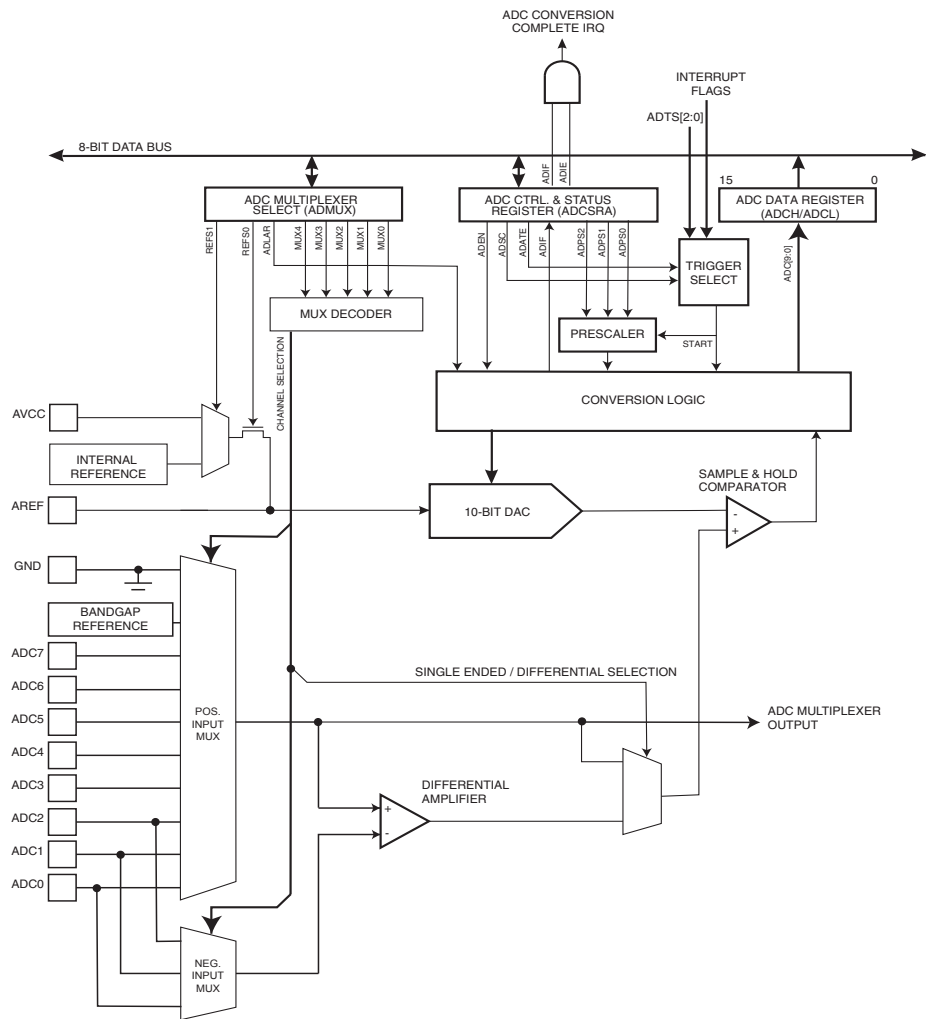 ADC CONVERSION
COMPLETE IRQ
INTERRUPT
FLAGS
ADTS[2:0]
8-BIT DATA BUS
ADIF
ADIE
15
0
ADC MULTIPLEXER
SELECT (ADMUX)
ADC CTRL. & STATUS
REGISTER (ADCSRA)
ADC DATA REGISTER
(ADCH/ADCL)
REFS1
REFS0
ADLAR
MUX4
MUX3
MUX2
MUX1
MUX0
ADEN
ADSC
ADATE
ADIF
ADPS2
ADPS1
ADPS0
ADC[9:0]
TRIGGER
SELECT
MUX DECODER
PRESCALER
START
CHANNEL SELECTION
CONVERSION LOGIC
AVCC
INTERNAL
REFERENCE
SAMPLE & HOLD
COMPARATOR
AREF
10-BIT DAC
-
+
GND
BANDGAP
REFERENCE
ADC7
SINGLE ENDED / DIFFERENTIAL SELECTION
ADC6
ADC5
POS.
INPUT
MUX
ADC MULTIPLEXER
OUTPUT
ADC4
ADC3
DIFFERENTIAL
AMPLIFIER
ADC2
+
-
ADC1
ADC0
NEG.
INPUT
MUX